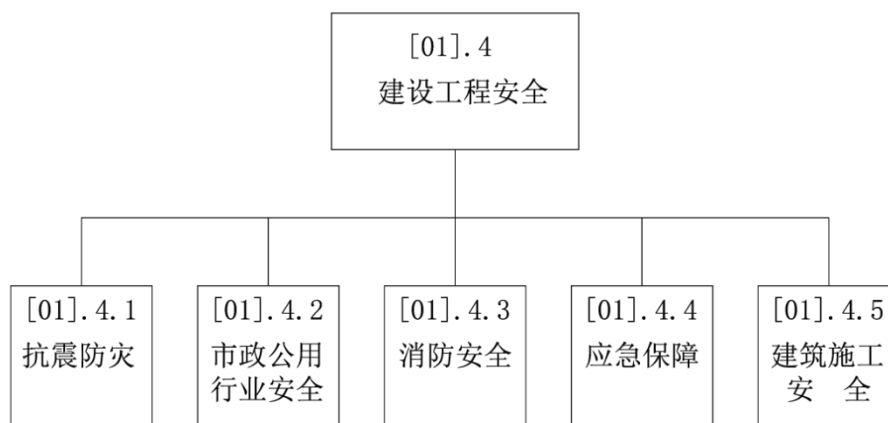 [01].4
建设工程安全
[01].4.1
抗震防灾
[01].4.2
市政公用
行业安全
[01].4.3
消防安全
[01].4.4
应急保障
[01].4.5
建筑施工
安 全